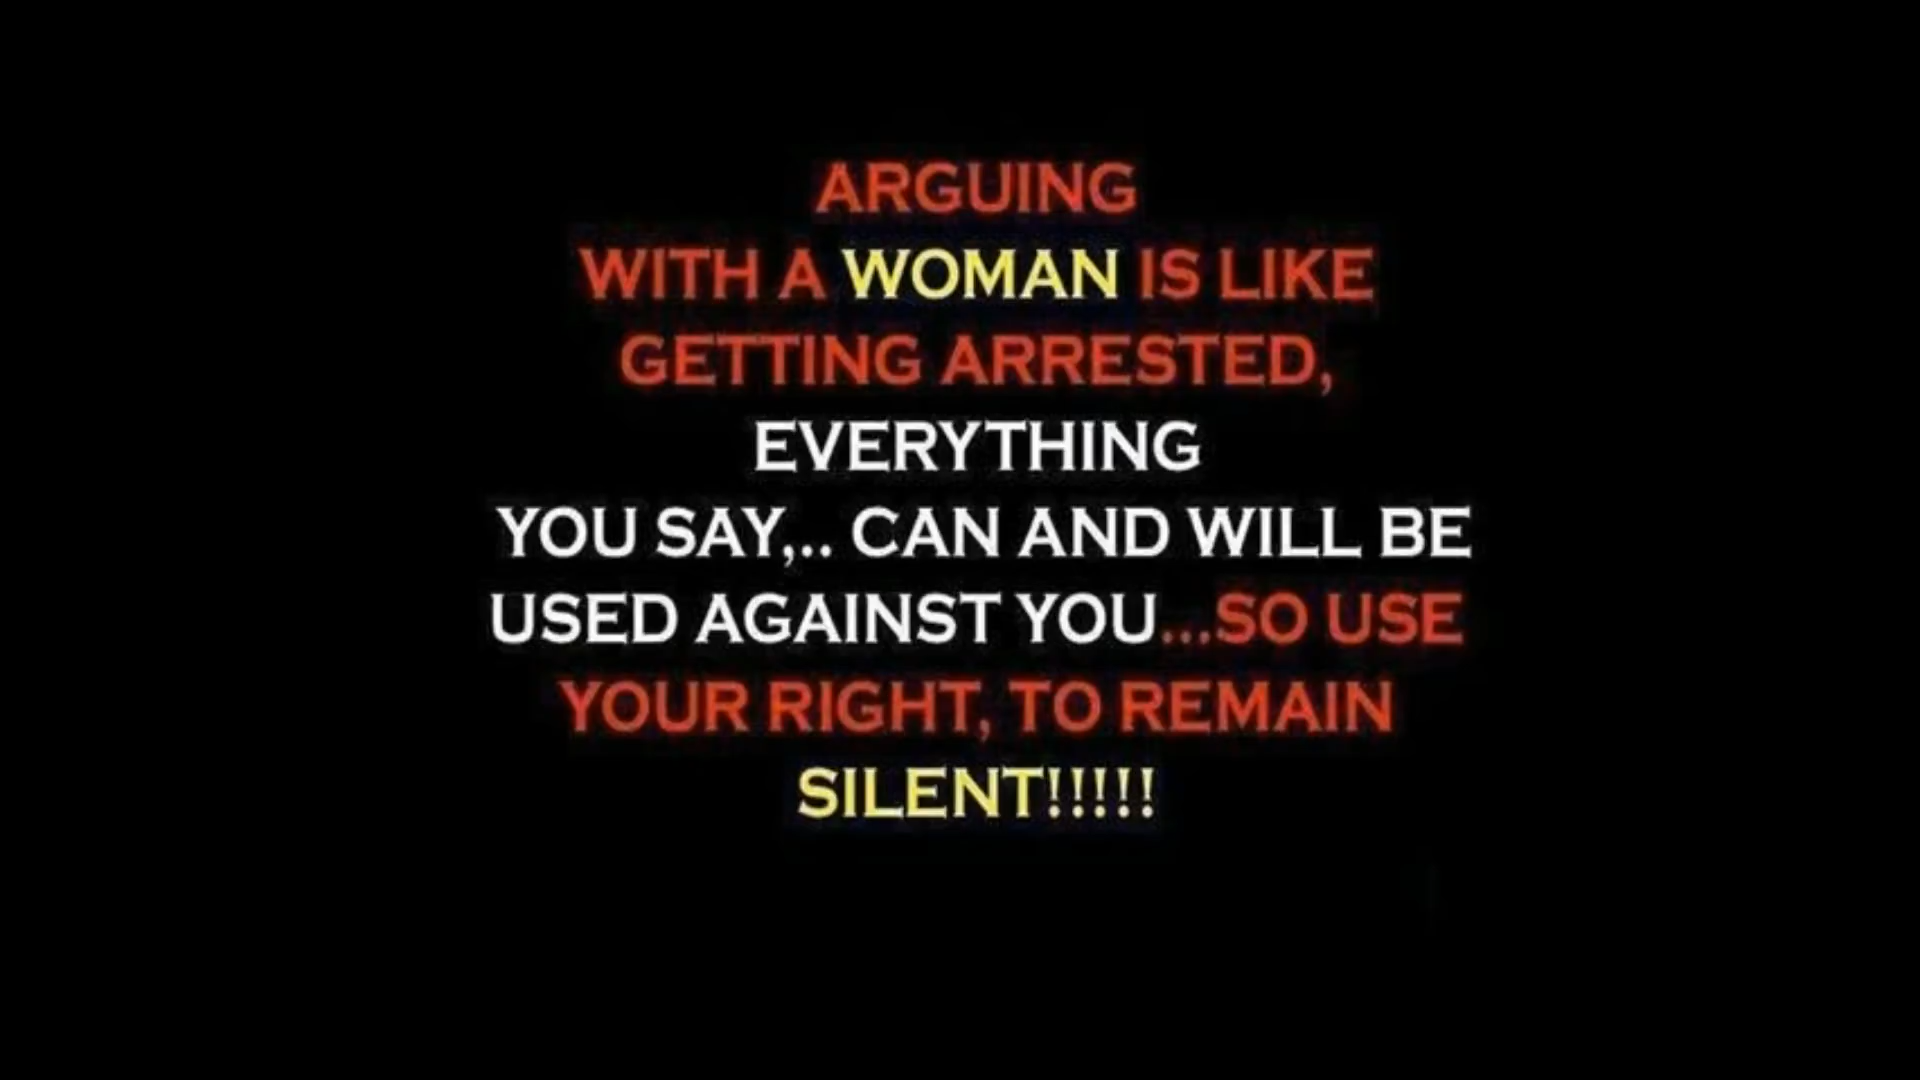 ARGUING
WITH A WOMAN IS LIKE
GETTING ARRESTED,
EVERYTHING
YOU SAY,.. CAN AND WILL BE
USED AGAINST YOU...SO USE
YOUR RIGHT, TO REMAIN
SILENT!!!!!